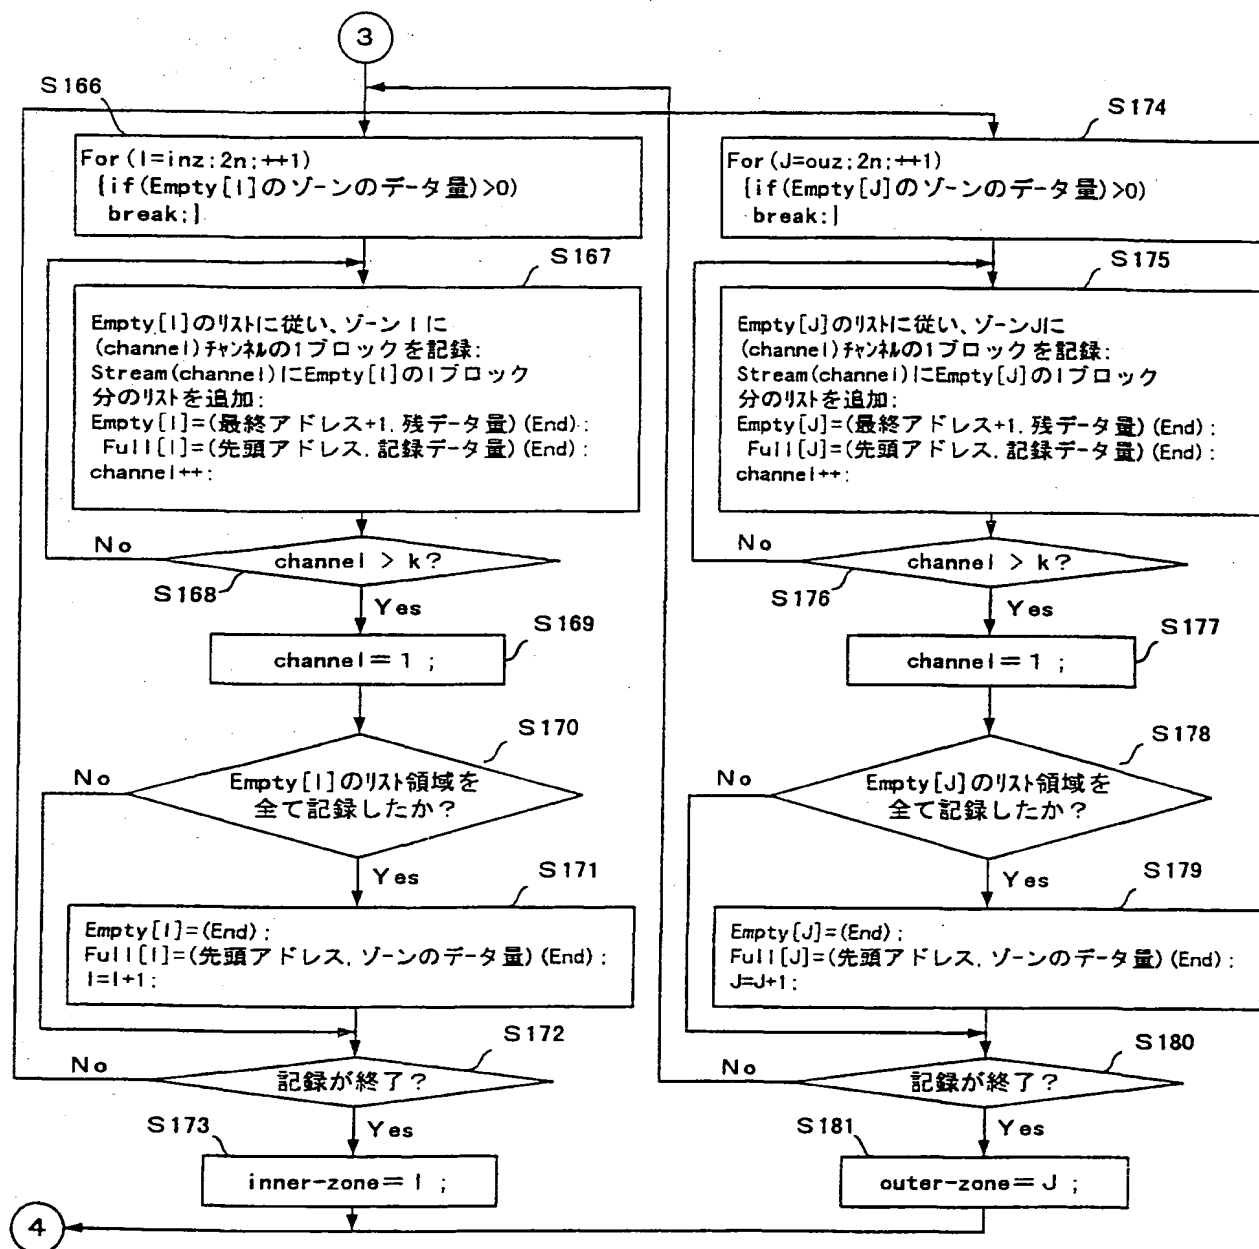 3
S166
For(I=inz;2n;++1)
{if(Empty[I]のゾーンのデータ量)>0)
break;}
S167
Empty[I]のリストに従い、ゾーンIに
(channel)チャンネルの1ブロックを記録:
Stream(channel)にEmpty[I]の1ブロック
分のリストを追加:
Empty[I]=(最終アドレス+1,残データ量)(End);
Full[I]=(先頭アドレス,記録データ量)(End);
channel++:
No
channel > k?
S168
Yes
S169
channel=1 ;
S170
No
Empty[I]のリスト領域を
全て記録したか?
Yes
S171
Empty[I]=(End);
Full[I]=(先頭アドレス,ゾーンのデータ量)(End);
I=I+1:
S172
No
記録が終了?
S173
Yes
inner-zone=I ;
4
S174
For(J=ouz;2n;++1)
{if(Empty[J]のゾーンのデータ量)>0)
break;}
S175
Empty[J]のリストに従い、ゾーンJに
(channel)チャンネルの1ブロックを記録:
Stream(channel)にEmpty[J]の1ブロック
分のリストを追加:
Empty[J]=(最終アドレス+1,残データ量)(End):
Full[J]=(先頭アドレス,記録データ量)(End):
channel++:
No
channel > k?
S176
Yes
S177
channel=1 ;
S178
No
Empty[J]のリスト領域を
全て記録したか?
Yes
S179
Empty[J]=(End);
Full[J]=(先頭アドレス,ゾーンのデータ量)(End):
J=J+1:
S180
No
記録が終了?
S181
Yes
outer-zone=J ;